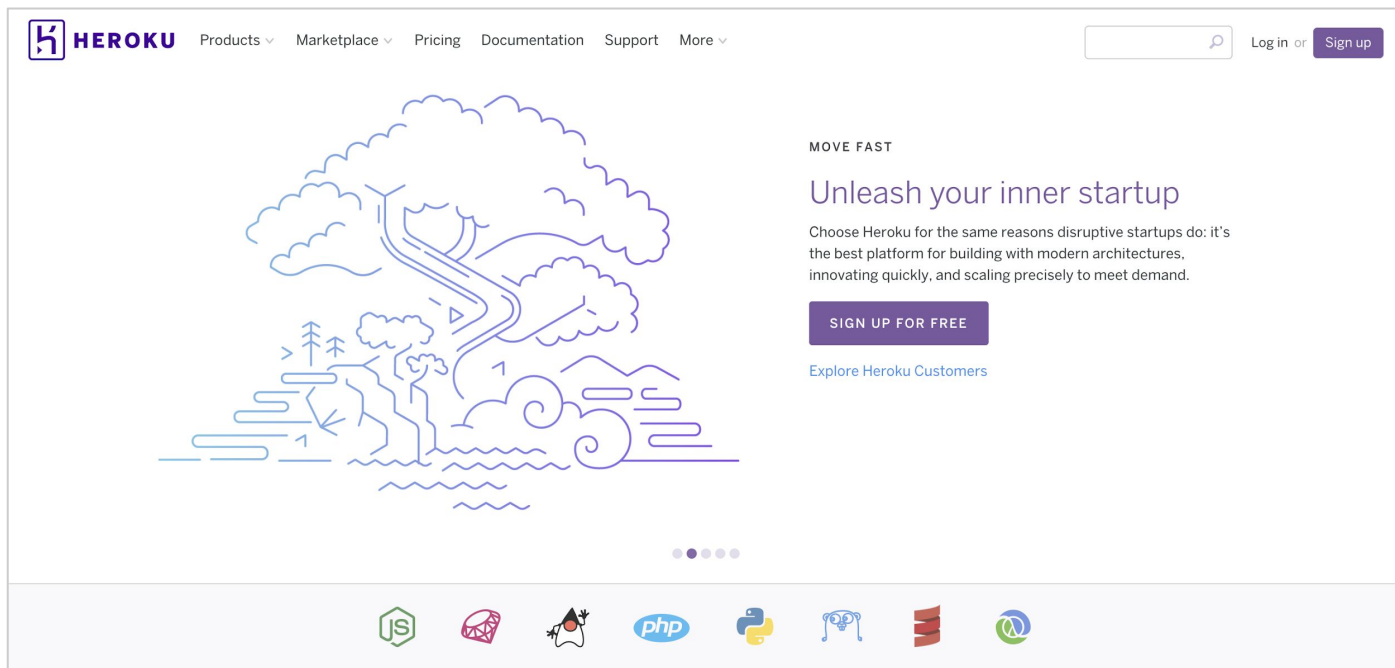 HEROKU Products Marketplace Pricing Documentation Support More Log in or Sign up
MOVE FAST
Unleash your inner startup
Choose Heroku for the same reasons disruptive startups do: it's
the best platform for building with modern architectures,
innovating quickly, and scaling precisely to meet demand.
SIGN UP FOR FREE
Explore Heroku Customers
JS php